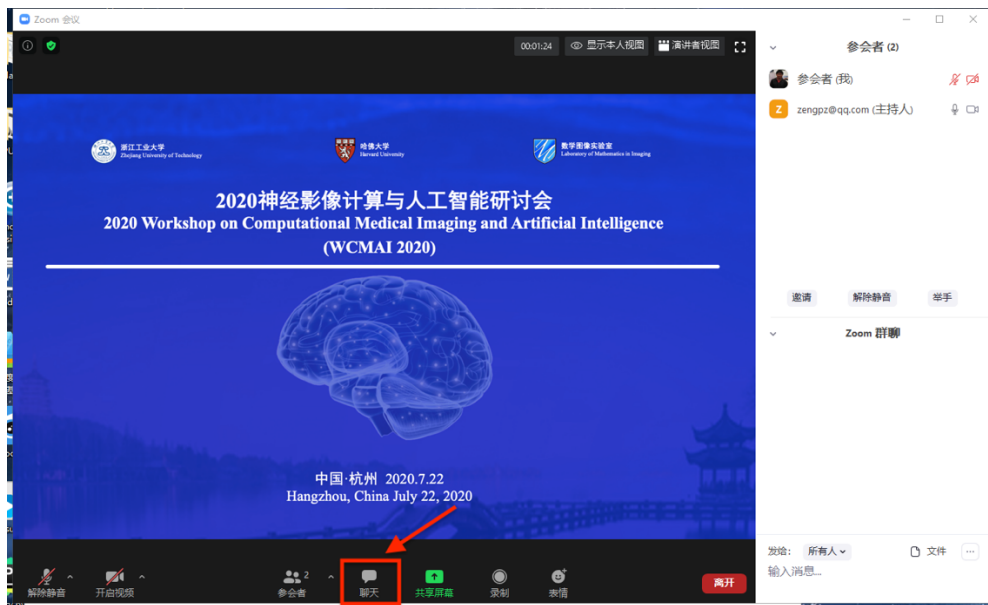 Zoom 会议
00:01:24 显示本人视图 演讲者视图
浙江工业大学
Zhejiang University of Technology
哈佛大学
Harvard University
数学图像实验室
Laboratory of Mathematics in Imaging
2020神经影像计算与人工智能研讨会
2020 Workshop on Computational Medical Imaging and Artificial Intelligence
(WCMAI 2020)
中国·杭州 2020.7.22
Hangzhou, China July 22, 2020
解除静音
开启视频
2
参会者
聊天
共享屏幕
录制
表情
离开
参会者 (2)
参会者 (我)
Z zengpz@qq.com (主持人)
邀请 解除静音 举手
Zoom 群聊
发给: 所有人 文件 ...
输入消息...